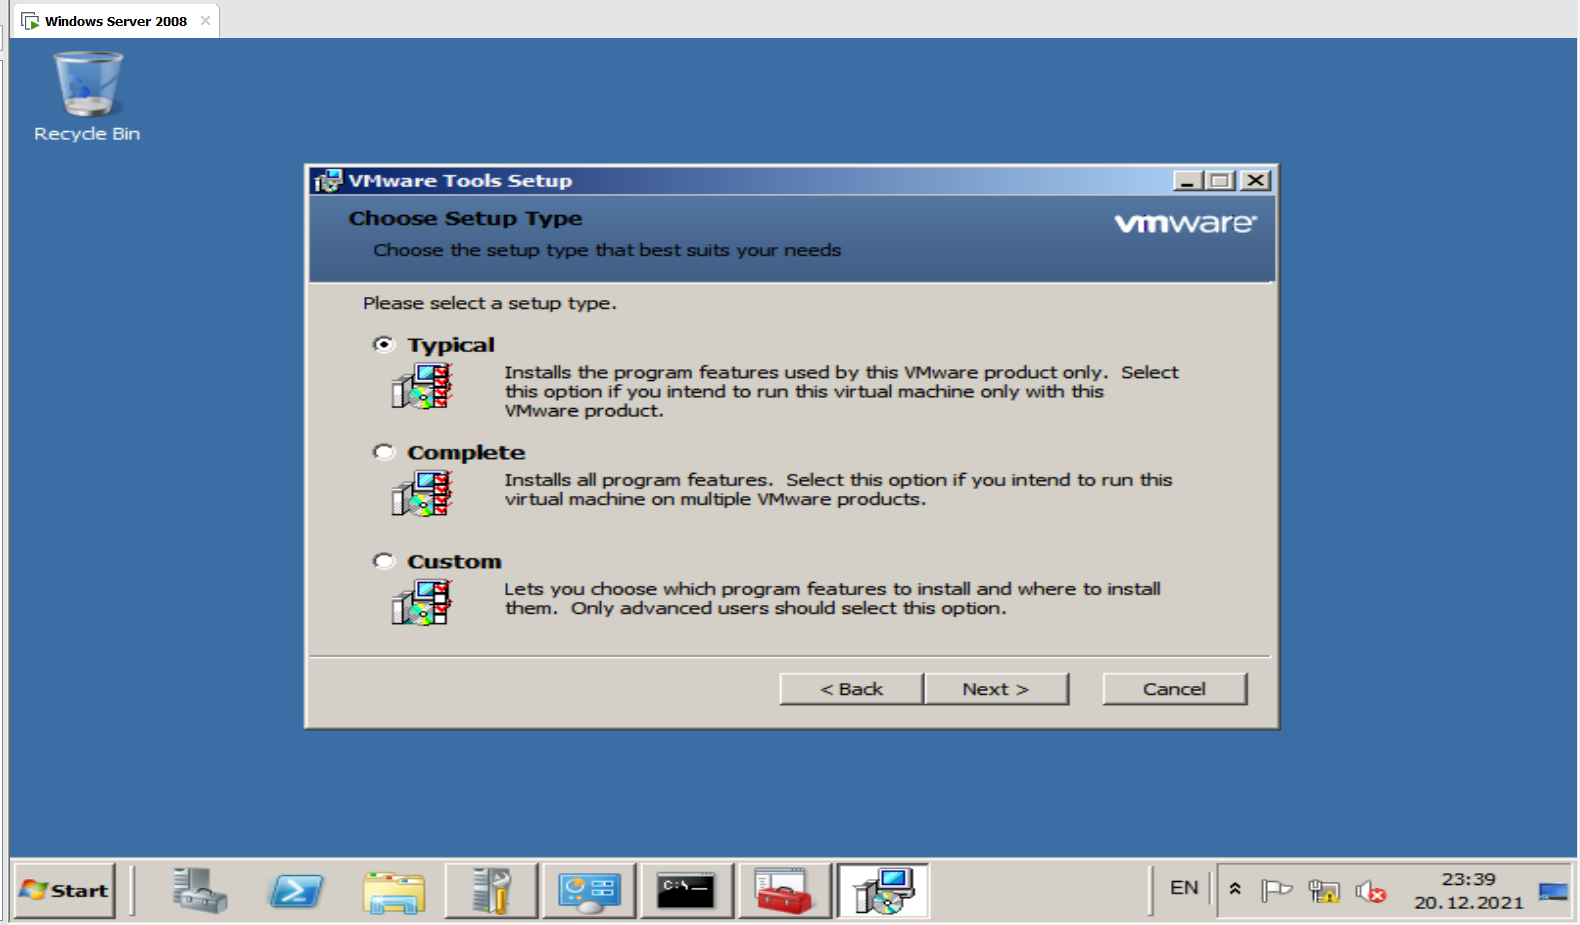 Windows Server 2008
Recycle Bin
VMware Tools Setup
Choose Setup Type
vmware®
Choose the setup type that best suits your needs
Please select a setup type.
Typical
Installs the program features used by this VMware product only.  Select
this option if you intend to run this virtual machine only with this
VMware product.
Complete
Installs all program features.  Select this option if you intend to run this
virtual machine on multiple VMware products.
Custom
Lets you choose which program features to install and where to install
them.  Only advanced users should select this option.
< Back
Next >
Cancel
Start
C:\_
EN
23:39
20.12.2021